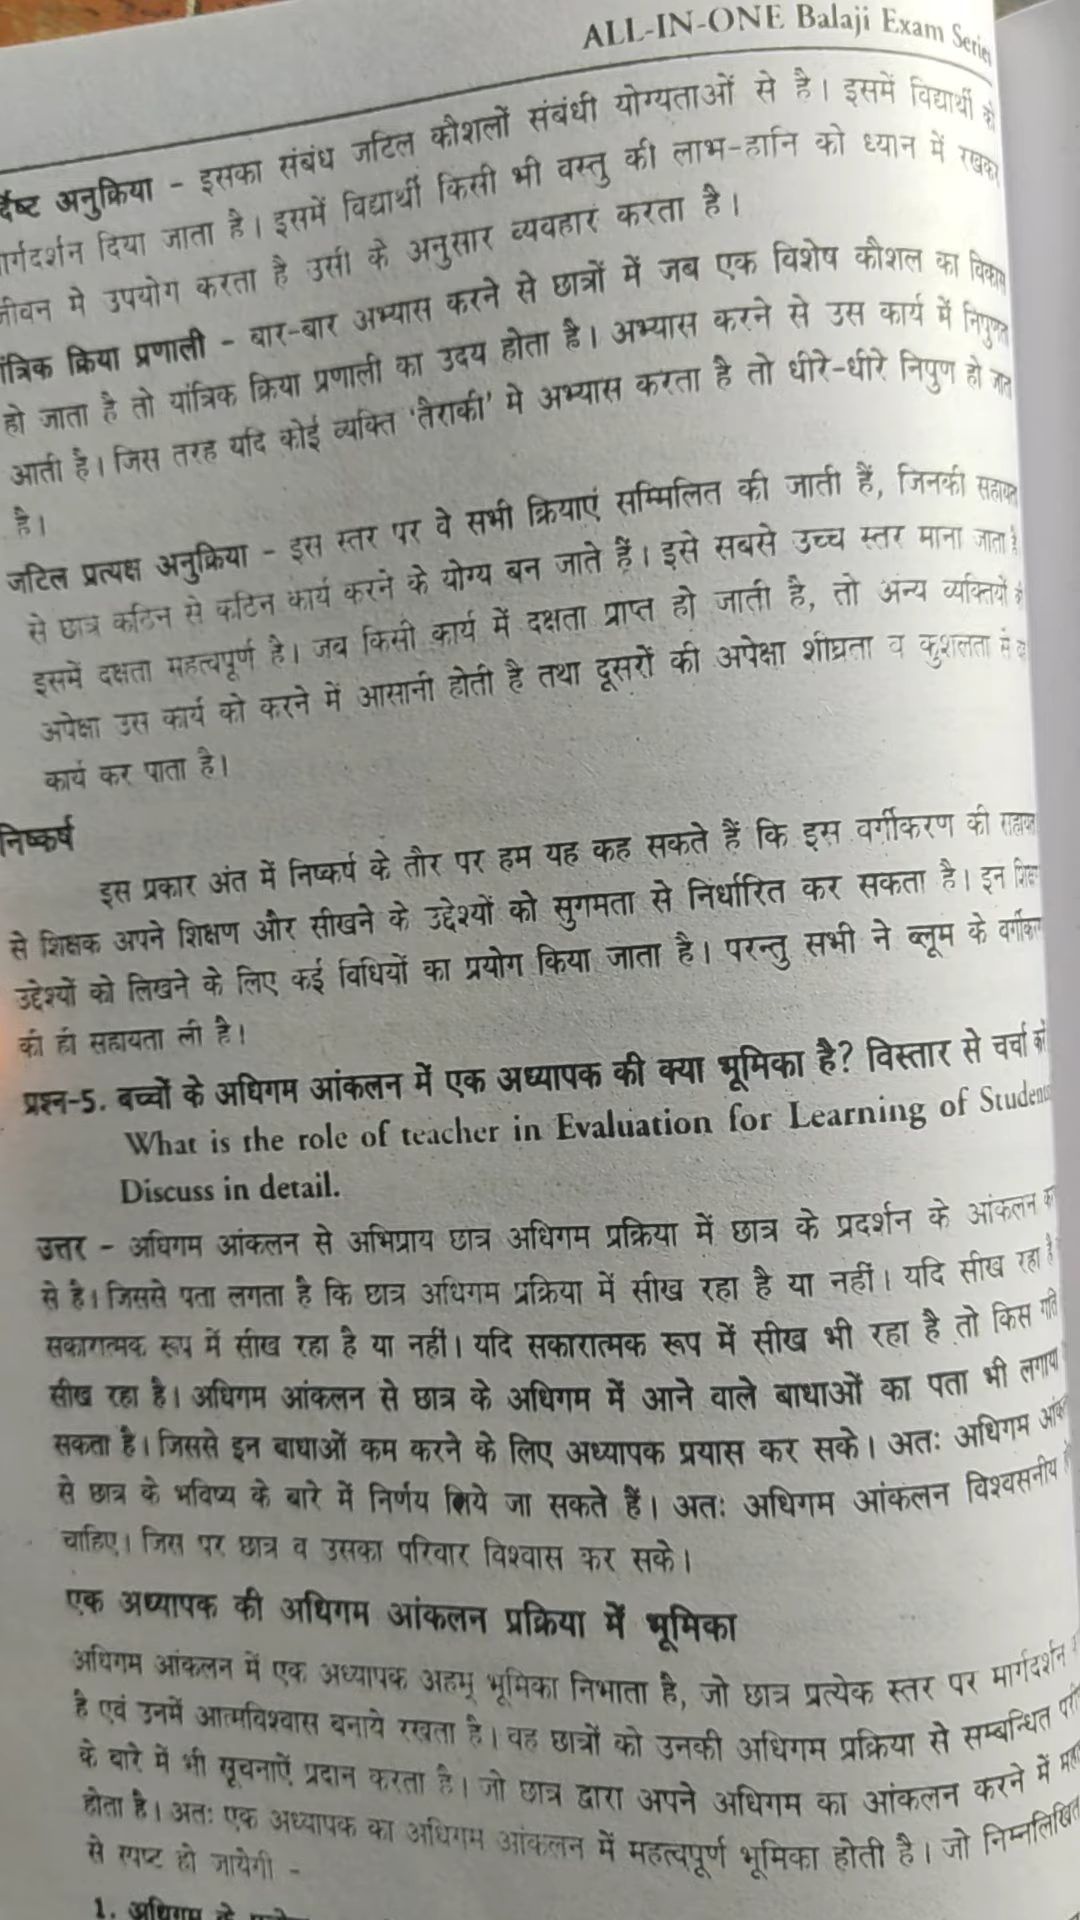 ALL-IN-ONE Balaji Exam Series
अनुक्रिया - इसका संबंध जटिल कौशलों संबंधी योग्यताओं से है। इसमें विद्यार्थी को
दिया जाता है। इसमें विद्यार्थी किसी भी वस्तु की लाभ-हानि को ध्यान में रखकर
जीवन मे उपयोग करता है उसी के अनुसार व्यवहार करता है।
क्रिया प्रणाली - बार-बार अभ्यास करने से छात्रों में जब एक विशेष कौशल का विकास
हो जाता है तो यांत्रिक क्रिया प्रणाली का उदय होता है। अभ्यास करने से उस कार्य में
आती है। जिस तरह यदि कोई व्यक्ति 'तैराकी' मे अभ्यास करता है तो धीरे-धीरे निपुण हो
है।
जटिल प्रत्यक्ष अनुक्रिया - इस स्तर पर वे सभी क्रियाएं सम्मिलित की जाती हैं, जिनकी
से छात्र कठिन से कठिन कार्य करने के योग्य बन जाते हैं। इसे सबसे उच्च स्तर माना जाता
इसमें दक्षता महत्वपूर्ण है। जब किसी कार्य में दक्षता प्राप्त हो जाती है, तो अन्य व्यक्तियों
अपेक्षा उस कार्य को करने में आसानी होती है तथा दूसरों की अपेक्षा शीघ्रता व कुशलता से
कार्य कर पाता है।
निष्कर्ष
इस प्रकार अंत में निष्कर्ष के तौर पर हम यह कह सकते हैं कि इस वर्गीकरण की
से शिक्षक अपने शिक्षण और सीखने के उद्देश्यों को सुगमता से निर्धारित कर सकता है। इन
उद्देश्यों को लिखने के लिए कई विधियों का प्रयोग किया जाता है। परन्तु सभी ने ब्लूम के
की ही सहायता ली है।
प्रश्न-5. बच्चों के अधिगम आंकलन में एक अध्यापक की क्या भूमिका है? विस्तार से चर्चा
What is the role of teacher in Evaluation for Learning of
Discuss in detail.
उत्तर - अधिगम आंकलन से अभिप्राय छात्र अधिगम प्रक्रिया में छात्र के प्रदर्शन के आंकलन
से है। जिससे पता लगता है कि छात्र अधिगम प्रक्रिया में सीख रहा है या नहीं। यदि सीख रहा है
सकारात्मक रूप में सीख रहा है या नहीं। यदि सकारात्मक रूप में सीख भी रहा है तो किस गति
सीख रहा है। अधिगम आंकलन से छात्र के अधिगम में आने वाले बाधाओं का पता भी लगाया
सकता है। जिससे इन बाधाओं कम करने के लिए अध्यापक प्रयास कर सके। अतः अधिगम
से छात्र के भविष्य के बारे में निर्णय लिये जा सकते हैं। अतः अधिगम आंकलन विश्वसनीय
चाहिए। जिस पर छात्र व उसका परिवार विश्वास कर सके।
एक अध्यापक की अधिगम आंकलन प्रक्रिया में भूमिका
अधिगम आंकलन में एक अध्यापक अहम् भूमिका निभाता है, जो छात्र प्रत्येक स्तर पर मार्गदर्शन
है एवं उनमें आत्मविश्वास बनाये रखता है। वह छात्रों को उनकी अधिगम प्रक्रिया से सम्बन्धित
के बारे में भी सूचनाऐं प्रदान करता है। जो छात्र द्वारा अपने अधिगम का आंकलन करने में
होता है। अतः एक अध्यापक का अधिगम आंकलन में महत्वपूर्ण भूमिका होती है। जो निम्नलिखित
से स्पष्ट हो जायेगी -
1. अधिगम के